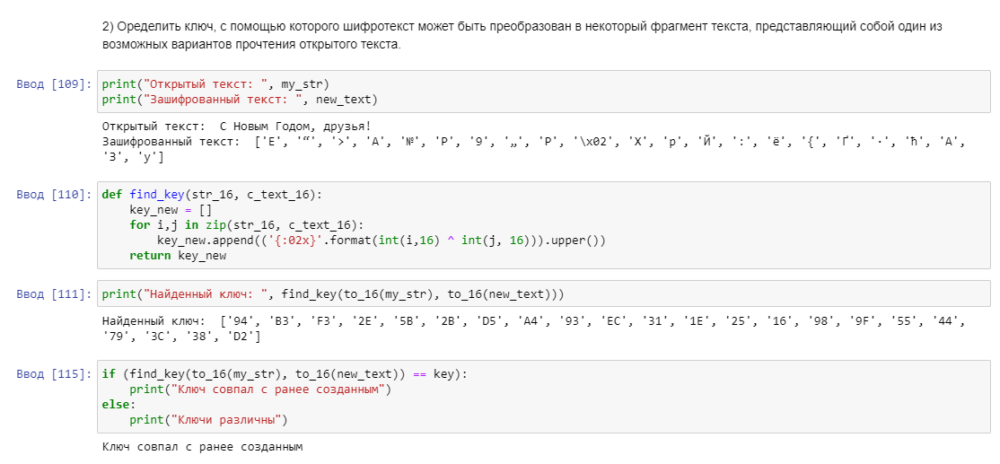 2) Оределить ключ, с помощью которого шифротекст может быть преобразован в некоторый фрагмент текста, представляющий собой один из
возможных вариантов прочтения открытого текста.
Ввод [109]: print("Открытый текст: ", my_str)
print("Зашифрованный текст: ", new_text)
Открытый текст:  С Новым Годом, друзья!
Зашифрованный текст:  ['E', '“', '>', 'A', '№', 'P', '9', '„', 'P', '\x02', 'X', 'p', 'Й', ':', 'ё', '{', 'Ґ', '·', 'ћ', 'A',
'3', 'y']
Ввод [110]: def find_key(str_16, c_text_16):
    key_new = []
    for i,j in zip(str_16, c_text_16):
        key_new.append(('{:02x}'.format(int(i,16) ^ int(j, 16))).upper())
    return key_new
Ввод [111]: print("Найденный ключ: ", find_key(to_16(my_str), to_16(new_text)))
Найденный ключ:  ['94', 'B3', 'F3', '2E', '5B', '2B', 'D5', 'A4', '93', 'EC', '31', '1E', '25', '16', '98', '9F', '55', '44',
'79', '3C', '38', 'D2']
Ввод [115]: if (find_key(to_16(my_str), to_16(new_text)) == key):
    print("Ключ совпал с ранее созданным")
else:
    print("Ключи различны")
Ключ совпал с ранее созданным